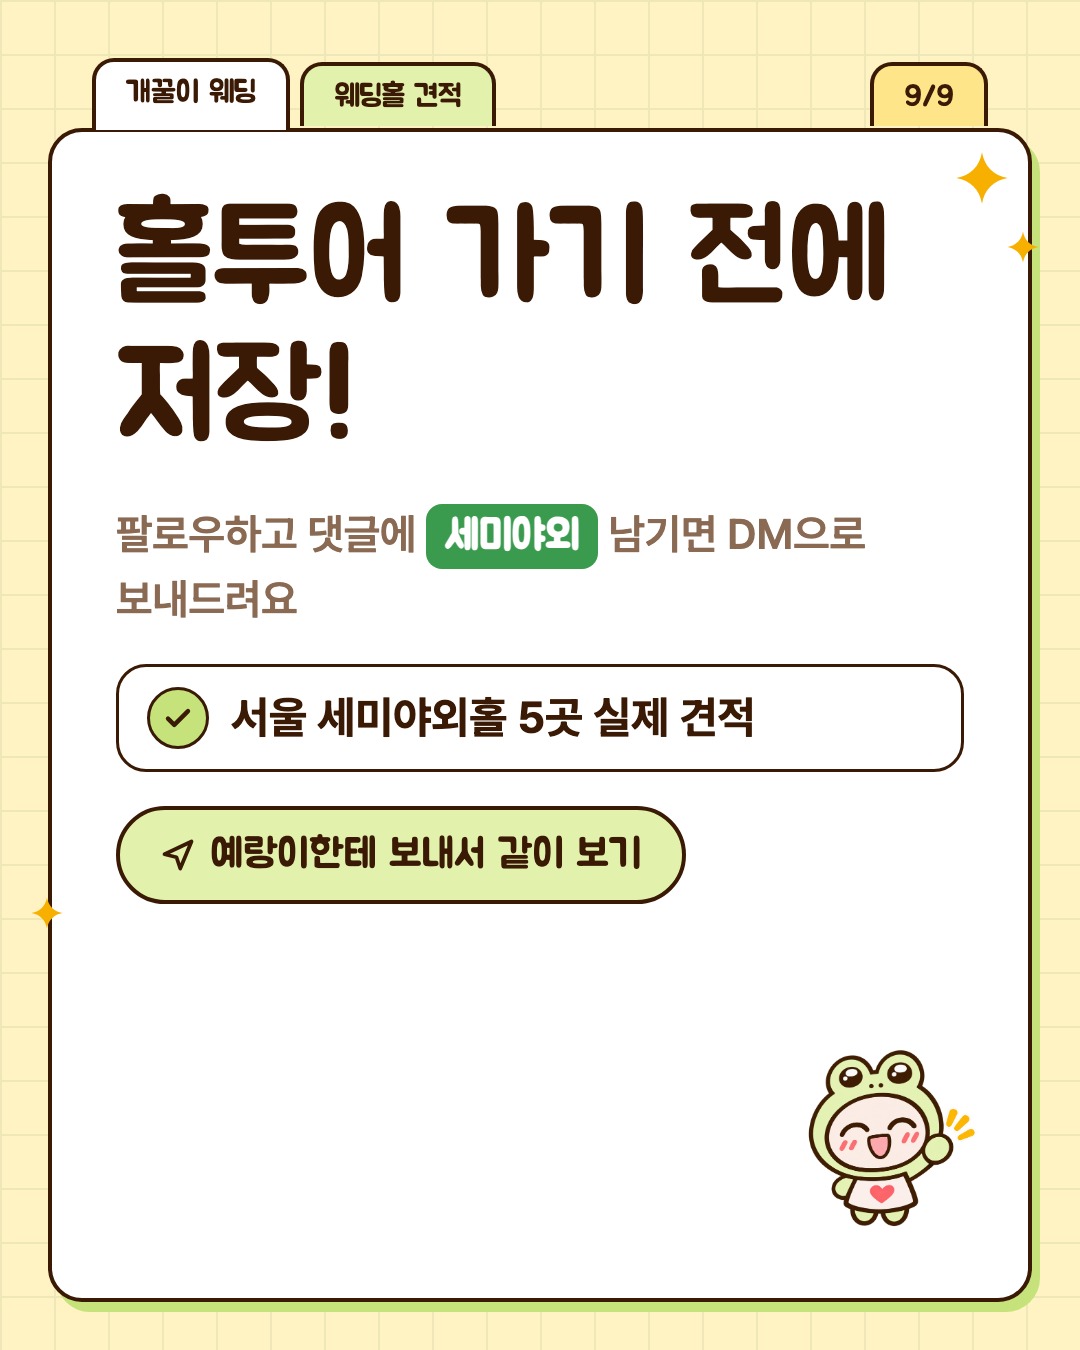 개꿀이 웨딩
웨딩홀 견적
9/9
홀투어 가기 전에
저장!
팔로우하고 댓글에 세미야외 남기면 DM으로
보내드려요
서울 세미야외홀 5곳 실제 견적
예랑이한테 보내서 같이 보기